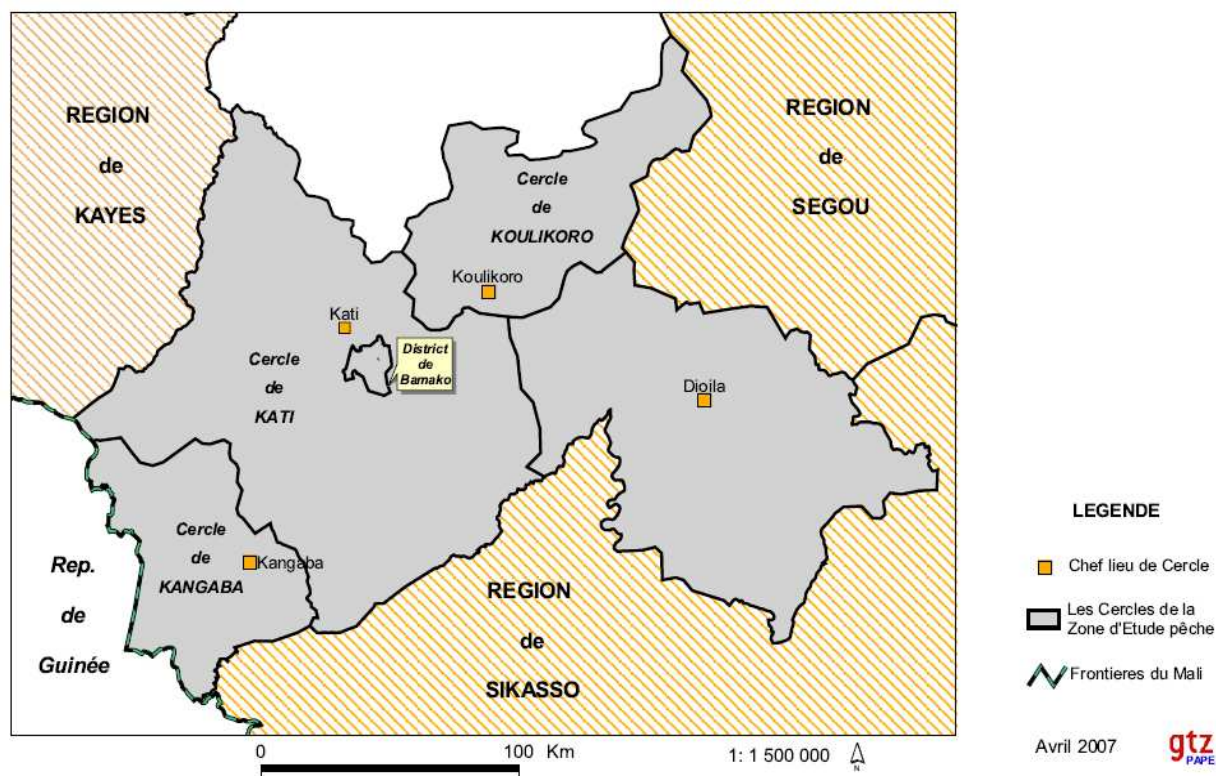 REGION
de
KAYES
REGION
de
SEGOU
Cercle
de
KOULIKORO
Koulikoro
Kati
District
de
Bamako
Cercle
de
KATI
Dioila
Cercle
de
KANGABA
Kangaba
Rep.
de
Guinée
REGION
de
SIKASSO
LEGENDE
Chef lieu de Cercle
Les Cercles de la
Zone d'Etude pêche
Frontieres du Mali
0 100 Km
1: 1 500 000
N
Avril 2007
gtz
PAPE